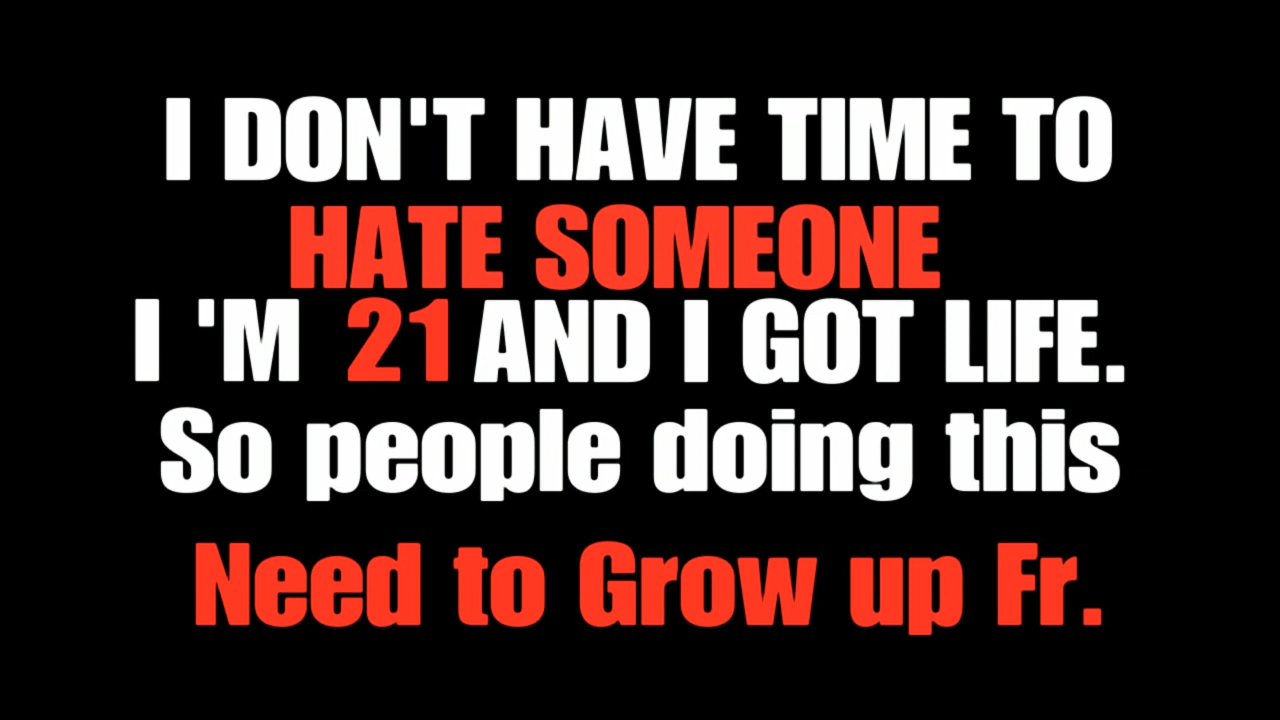 I DON'T HAVE TIME TO
HATE SOMEONE
I 'M 21 AND I GOT LIFE.
So people doing this
Need to Grow up Fr.